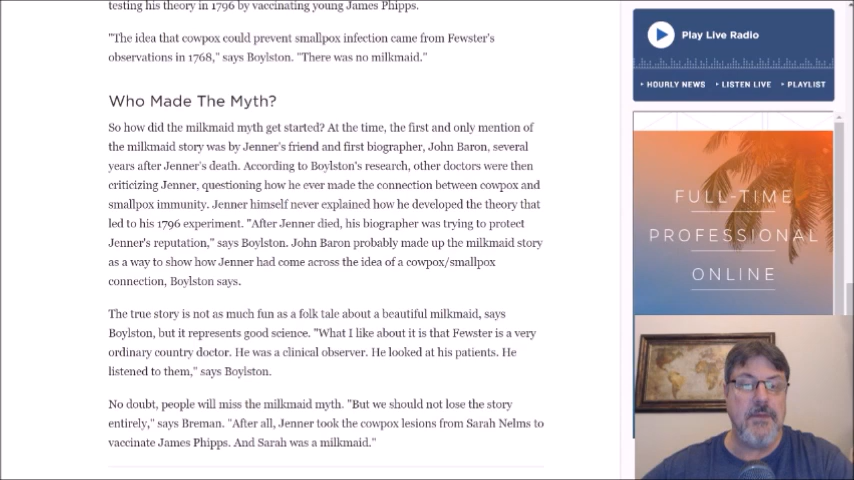 testing his theory in 1796 by vaccinating young James Phipps.
"The idea that cowpox could prevent smallpox infection came from Fewster's
observations in 1768," says Boylston. "There was no milkmaid."
Who Made The Myth?
So how did the milkmaid myth get started? At the time, the first and only mention of
the milkmaid story was by Jenner's friend and first biographer, John Baron, several
years after Jenner's death. According to Boylston's research, other doctors were then
criticizing Jenner, questioning how he ever made the connection between cowpox and
smallpox immunity. Jenner himself never explained how he developed the theory that
led to his 1796 experiment. "After Jenner died, his biographer was trying to protect
Jenner's reputation," says Boylston. John Baron probably made up the milkmaid story
as a way to show how Jenner had come across the idea of a cowpox/smallpox
connection, Boylston says.
The true story is not as much fun as a folk tale about a beautiful milkmaid, says
Boylston, but it represents good science. "What I like about it is that Fewster is a very
ordinary country doctor. He was a clinical observer. He looked at his patients. He
listened to them," says Boylston.
No doubt, people will miss the milkmaid myth. "But we should not lose the story
entirely," says Breman. "After all, Jenner took the cowpox lesions from Sarah Nelms to
vaccinate James Phipps. And Sarah was a milkmaid."
Play Live Radio
HOURLY NEWS LISTEN LIVE PLAYLIST
FULL-TIME
PROFESSIONAL
ONLINE